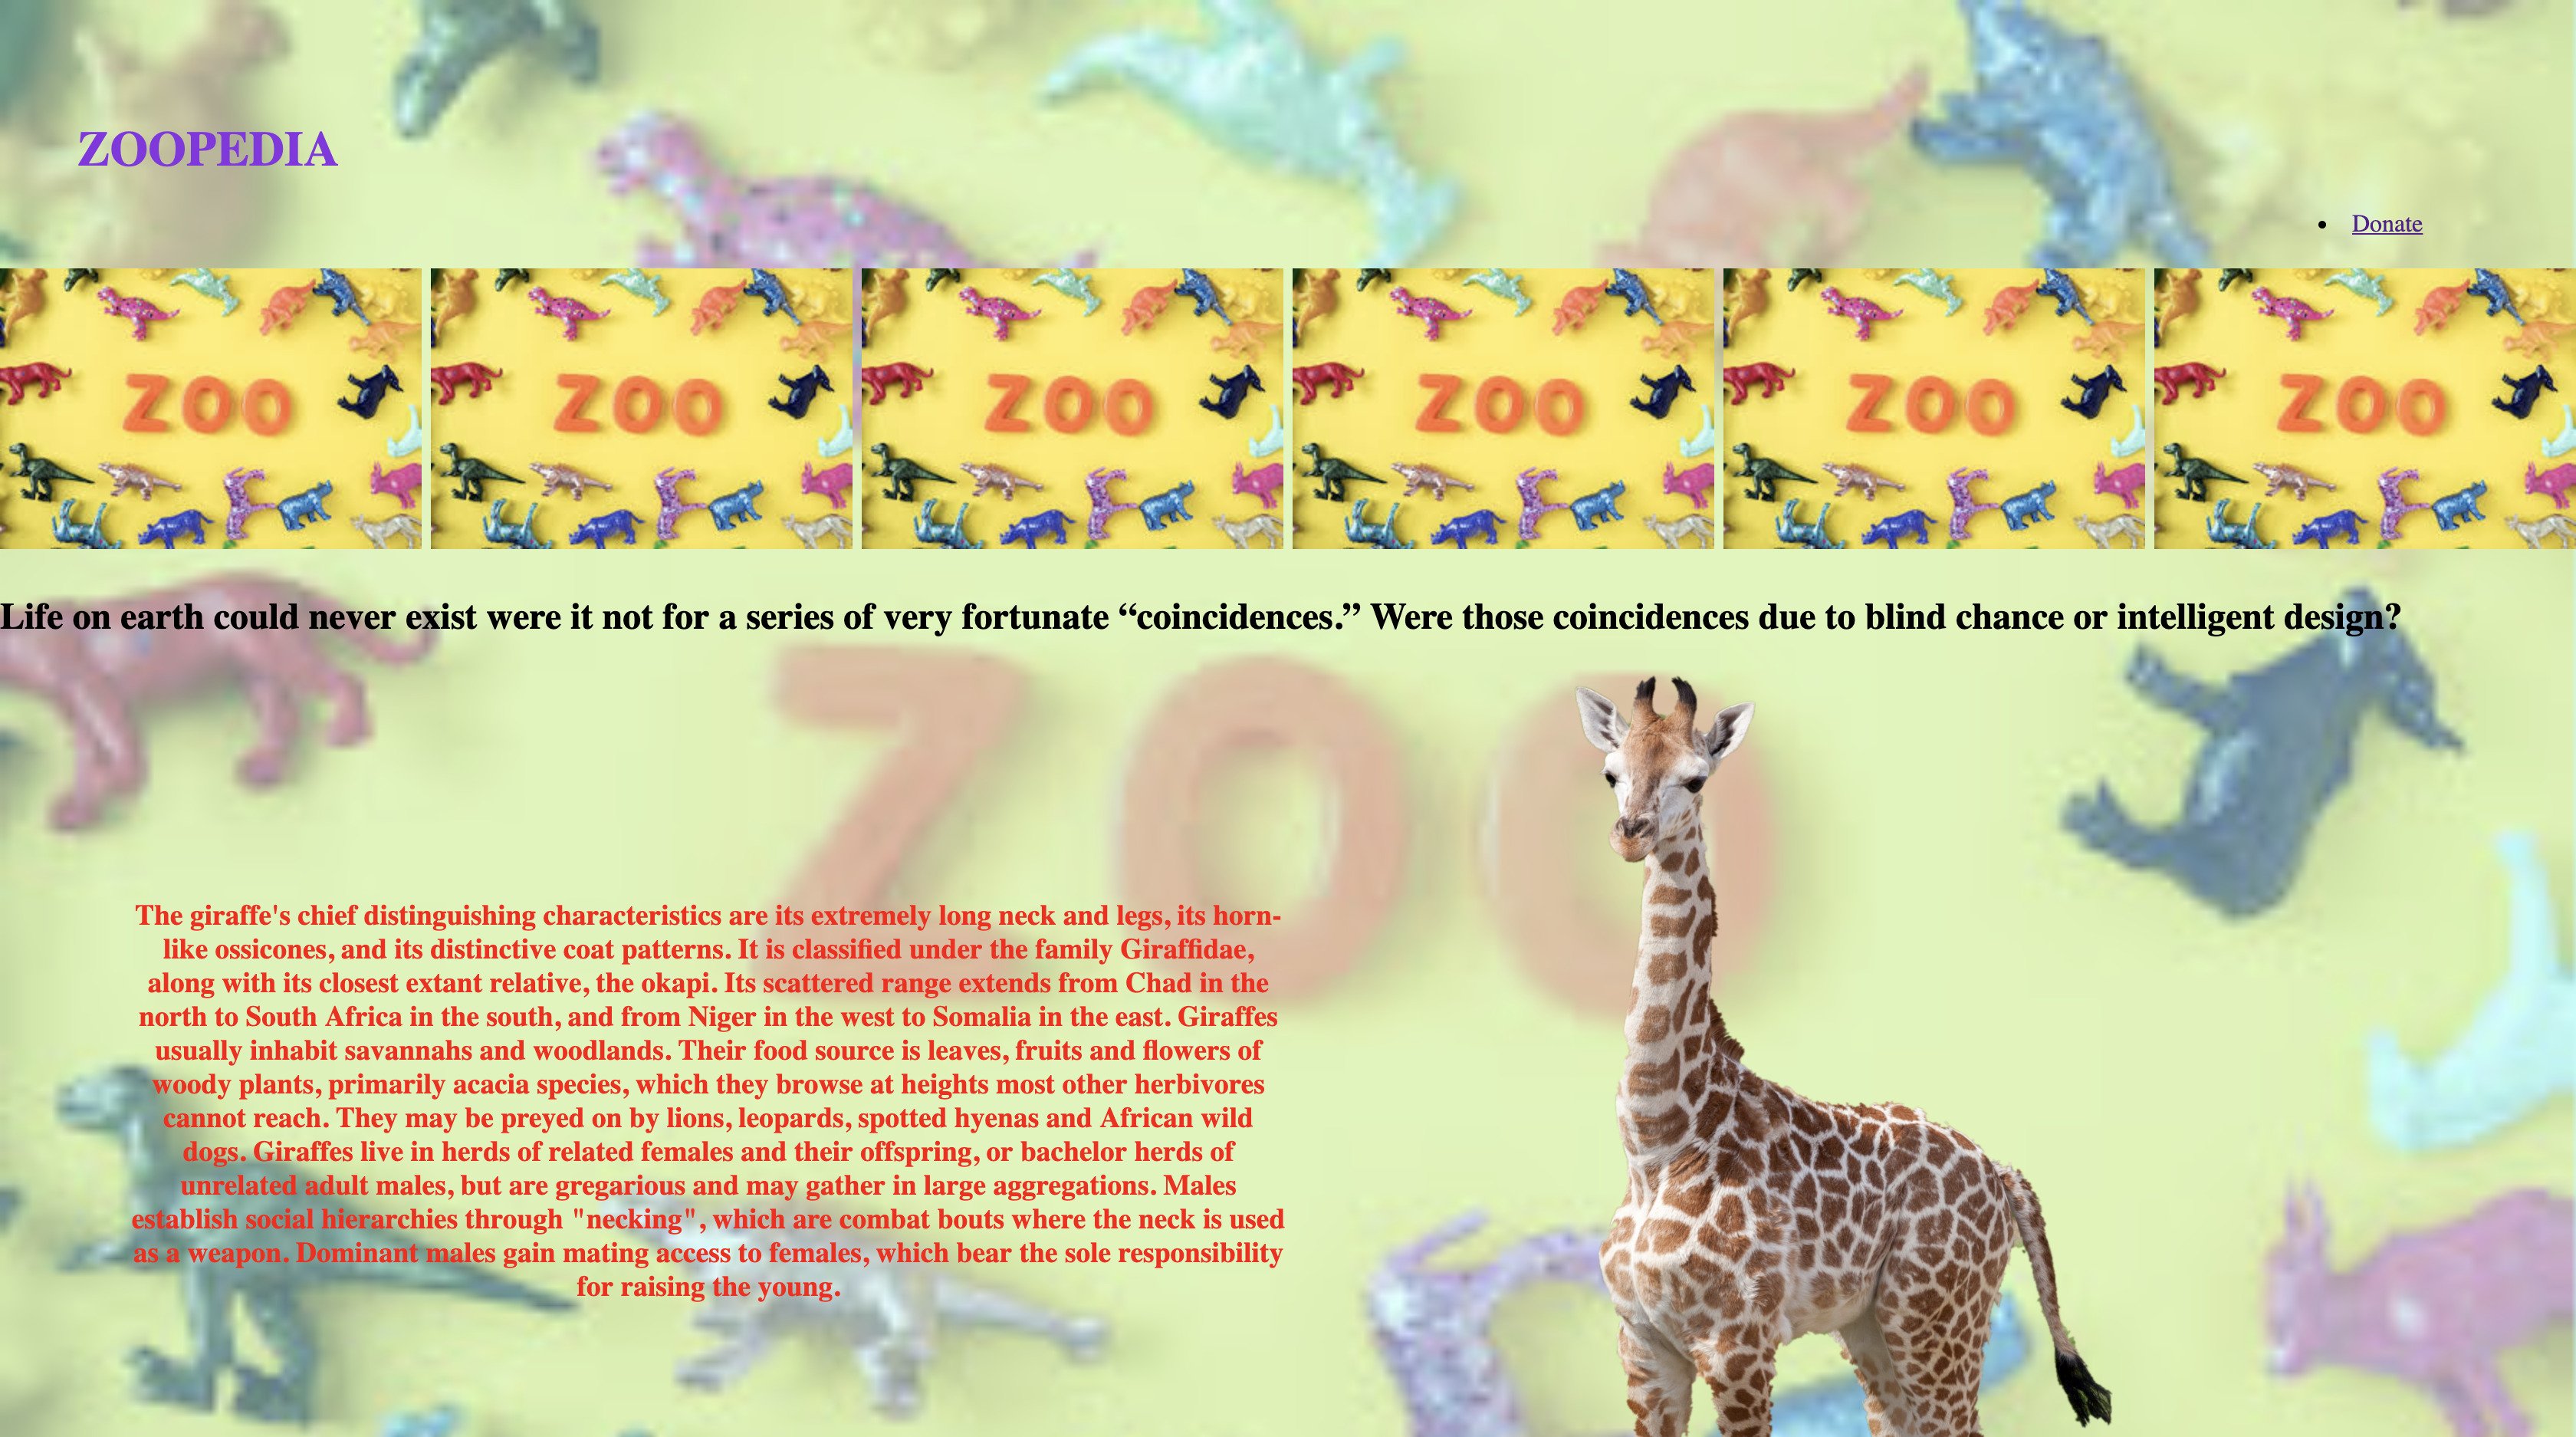 ZOOPEDIA
Donate
ZOO ZOO ZOO ZOO ZOO ZOO
Life on earth could never exist were it not for a series of very fortunate “coincidences.” Were those coincidences due to blind chance or intelligent design?
ZOO
The giraffe's chief distinguishing characteristics are its extremely long neck and legs, its horn-
like ossicones, and its distinctive coat patterns. It is classified under the family Giraffidae,
along with its closest extant relative, the okapi. Its scattered range extends from Chad in the
north to South Africa in the south, and from Niger in the west to Somalia in the east. Giraffes
usually inhabit savannahs and woodlands. Their food source is leaves, fruits and flowers of
woody plants, primarily acacia species, which they browse at heights most other herbivores
cannot reach. They may be preyed on by lions, leopards, spotted hyenas and African wild
dogs. Giraffes live in herds of related females and their offspring, or bachelor herds of
unrelated adult males, but are gregarious and may gather in large aggregations. Males
establish social hierarchies through "necking", which are combat bouts where the neck is used
as a weapon. Dominant males gain mating access to females, which bear the sole responsibility
for raising the young.